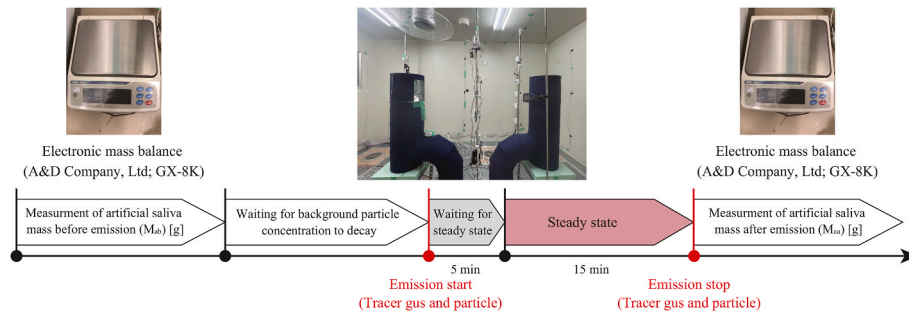 Electronic mass balance
(A&D Company, Ltd; GX-8K)
Electronic mass balance
(A&D Company, Ltd; GX-8K)
Measurment of artificial saliva
mass before emission (Mab) [g]
Waiting for background particle
concentration to decay
Waiting for
steady state
Steady state
Measurment of artificial saliva
mass after emission (Maa) [g]
5 min
15 min
Emission start
(Tracer gus and particle)
Emission stop
(Tracer gus and particle)